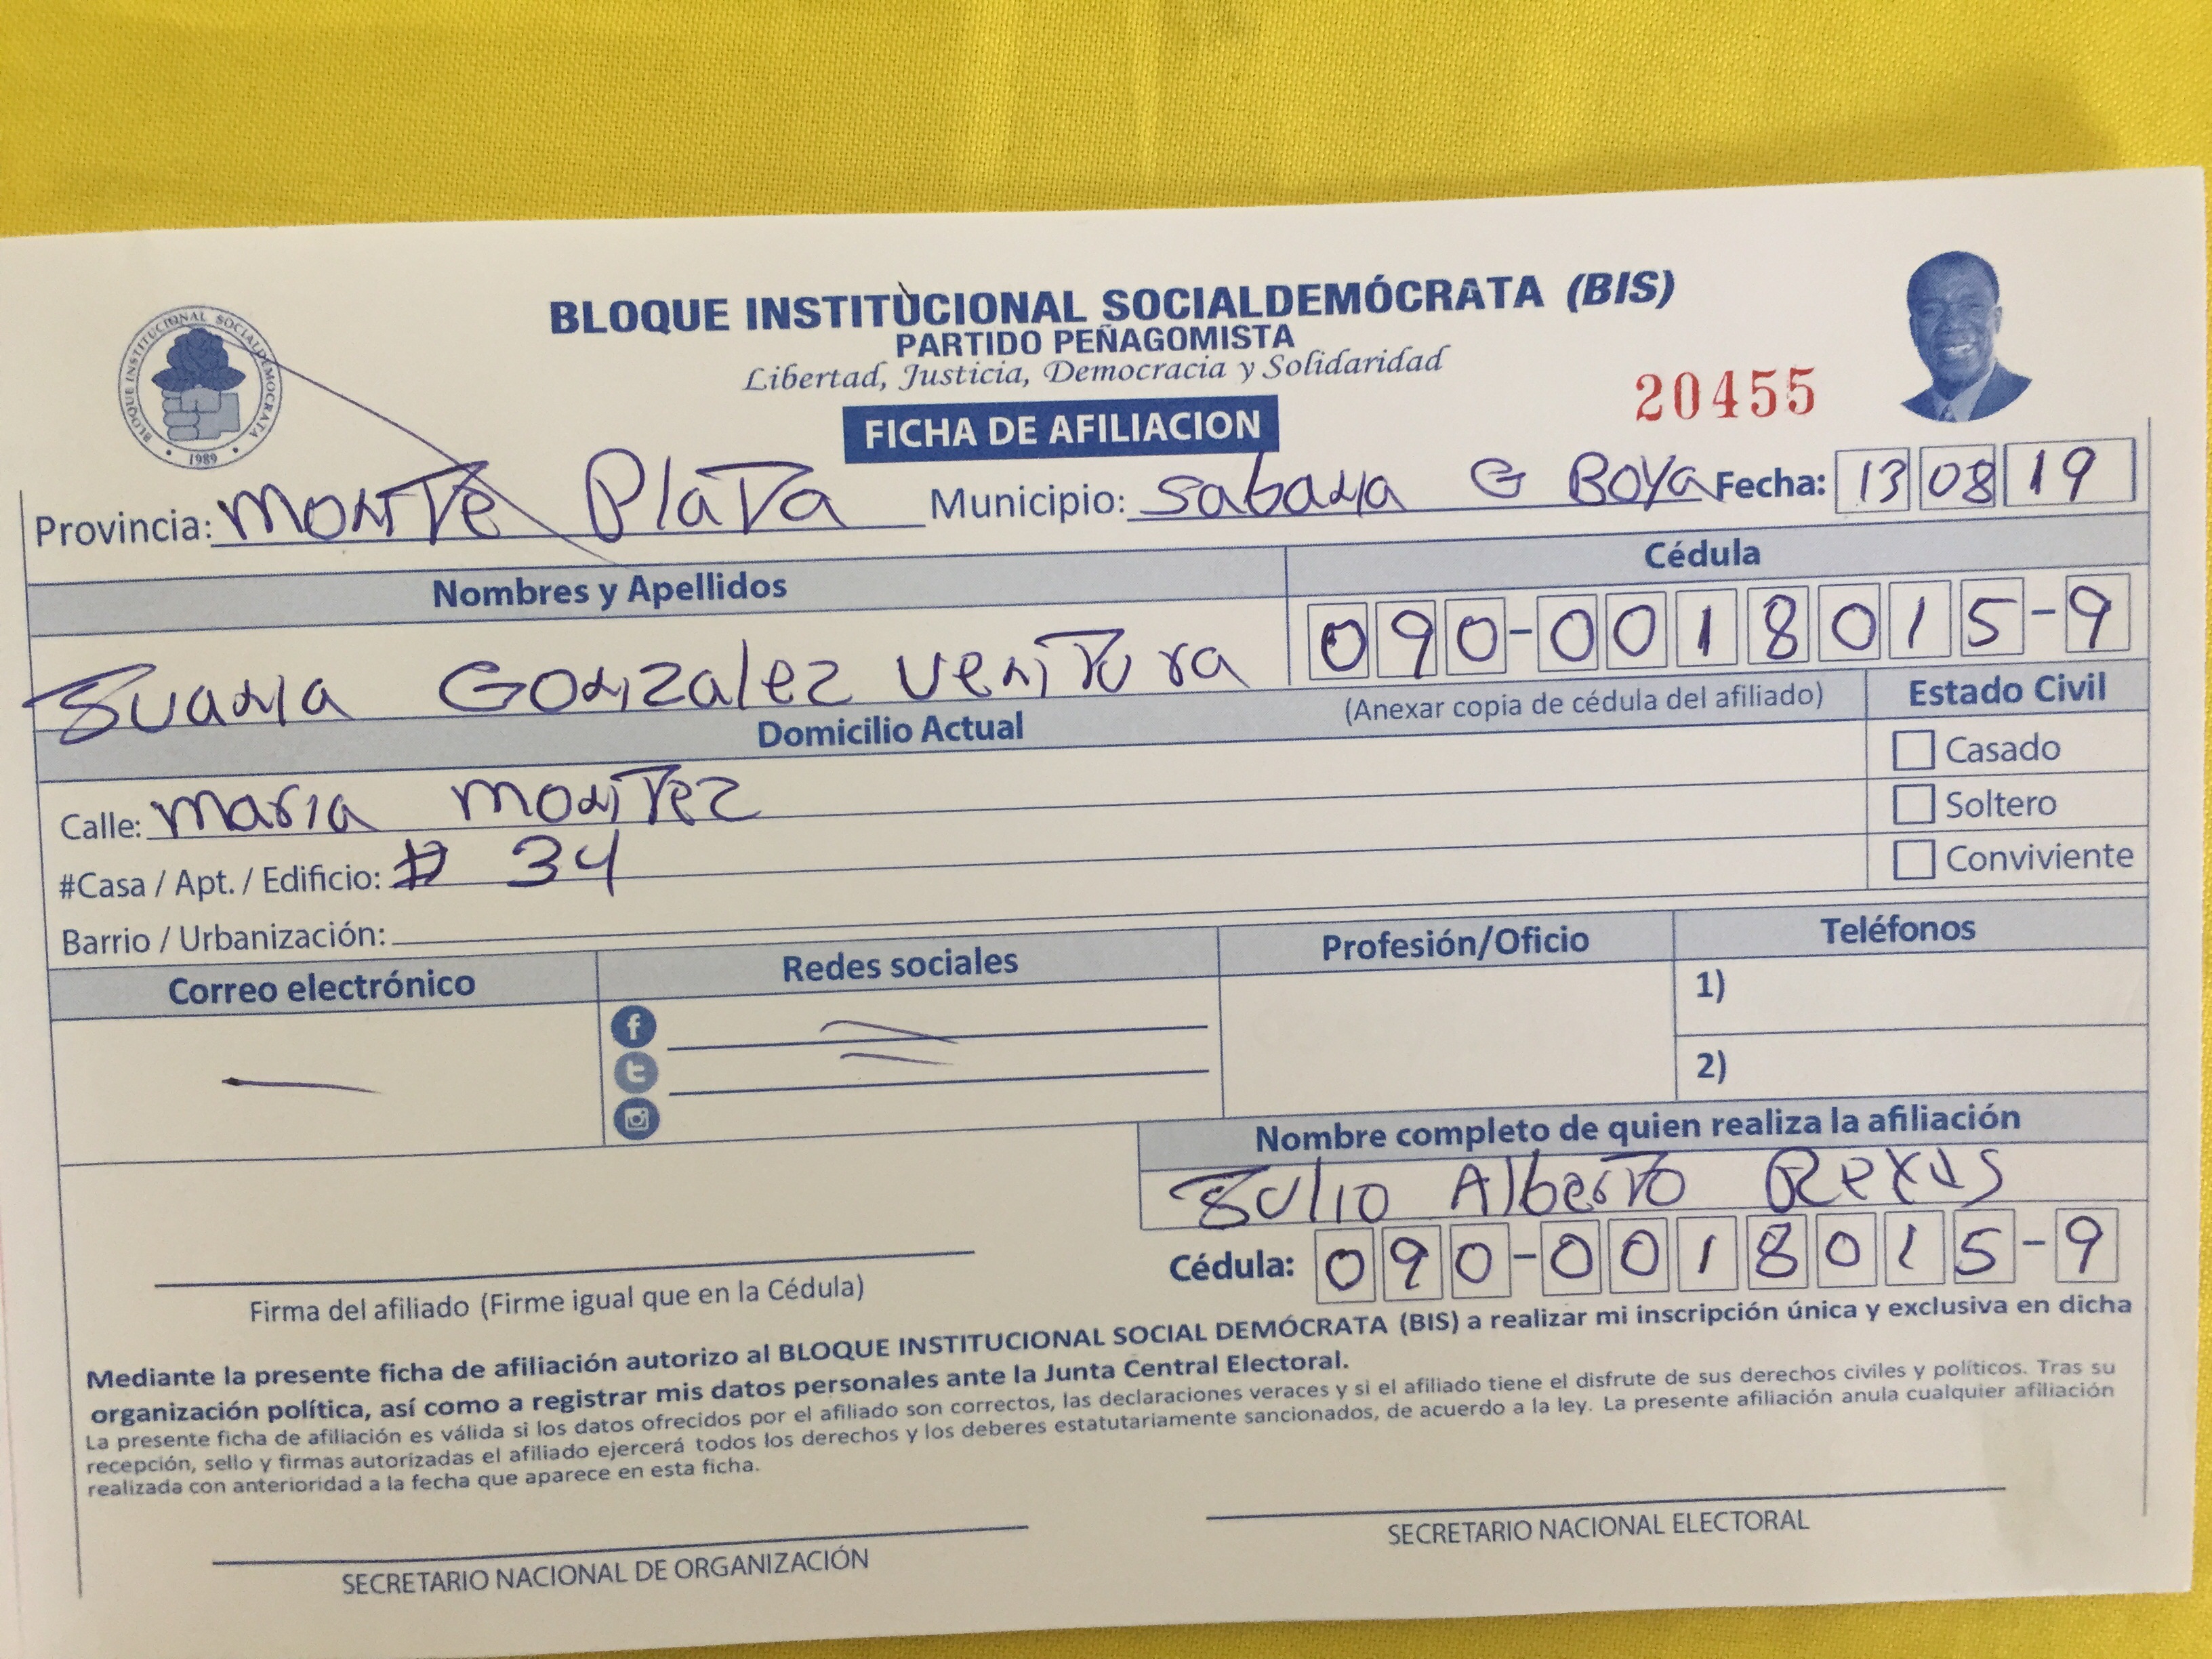 BLOQUE INSTITUCIONAL SOCIALDEMÓCRATA (BIS)
PARTIDO PEÑAGOMISTA
Libertad, Justicia, Democracia y Solidaridad
BLOQUE INSTITUCIONAL SOCIALDEMOCRATA
1989
20455
FICHA DE AFILIACION
Provincia: Monte Plata Municipio: Sabana G Boya Fecha: 13 08 19
Nombres y Apellidos Cédula
Juana Gonzalez Ventura 090-0018015-9
(Anexar copia de cédula del afiliado) Estado Civil
Domicilio Actual
Casado
Calle: Maria Montez
Soltero
#Casa / Apt. / Edificio: # 34
Conviviente
Barrio / Urbanización:
Correo electrónico Redes sociales Profesión/Oficio Teléfonos
1)
2)
Nombre completo de quien realiza la afiliación
Julio Alberto
Cédula: 090-0018015-9
Firma del afiliado (Firme igual que en la Cédula)
Mediante la presente ficha de afiliación autorizo al BLOQUE INSTITUCIONAL SOCIAL DEMÓCRATA (BIS) a realizar mi inscripción única y exclusiva en dicha
organización política, así como a registrar mis datos personales ante la Junta Central Electoral.
La presente ficha de afiliación es válida si los datos ofrecidos por el afiliado son correctos, las declaraciones veraces y si el afiliado tiene el disfrute de sus derechos civiles y políticos. Tras su
recepción, sello y firmas autorizadas el afiliado ejercerá todos los derechos y los deberes estatutariamente sancionados, de acuerdo a la ley. La presente afiliación anula cualquier afiliación
realizada con anterioridad a la fecha que aparece en esta ficha.
SECRETARIO NACIONAL DE ORGANIZACIÓN
SECRETARIO NACIONAL ELECTORAL